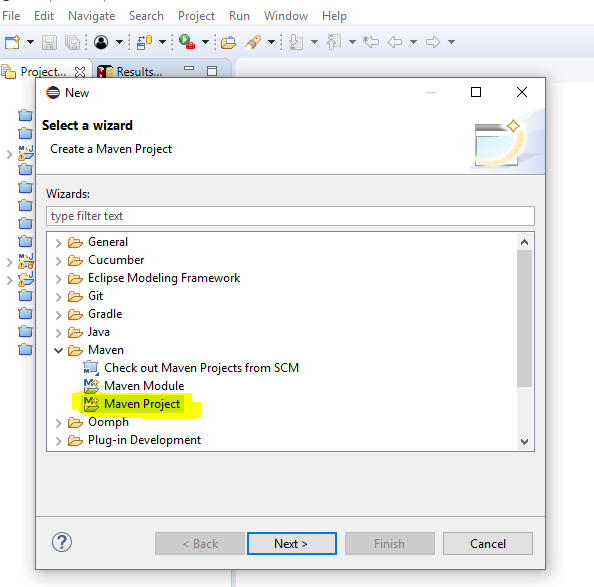 File Edit Navigate Search Project Run Window Help
Project... Results...
New
Select a wizard
Create a Maven Project
Wizards:
type filter text
General
Cucumber
Eclipse Modeling Framework
Git
Gradle
Java
Maven
Check out Maven Projects from SCM
Maven Module
Maven Project
Oomph
Plug-in Development
? < Back Next > Finish Cancel